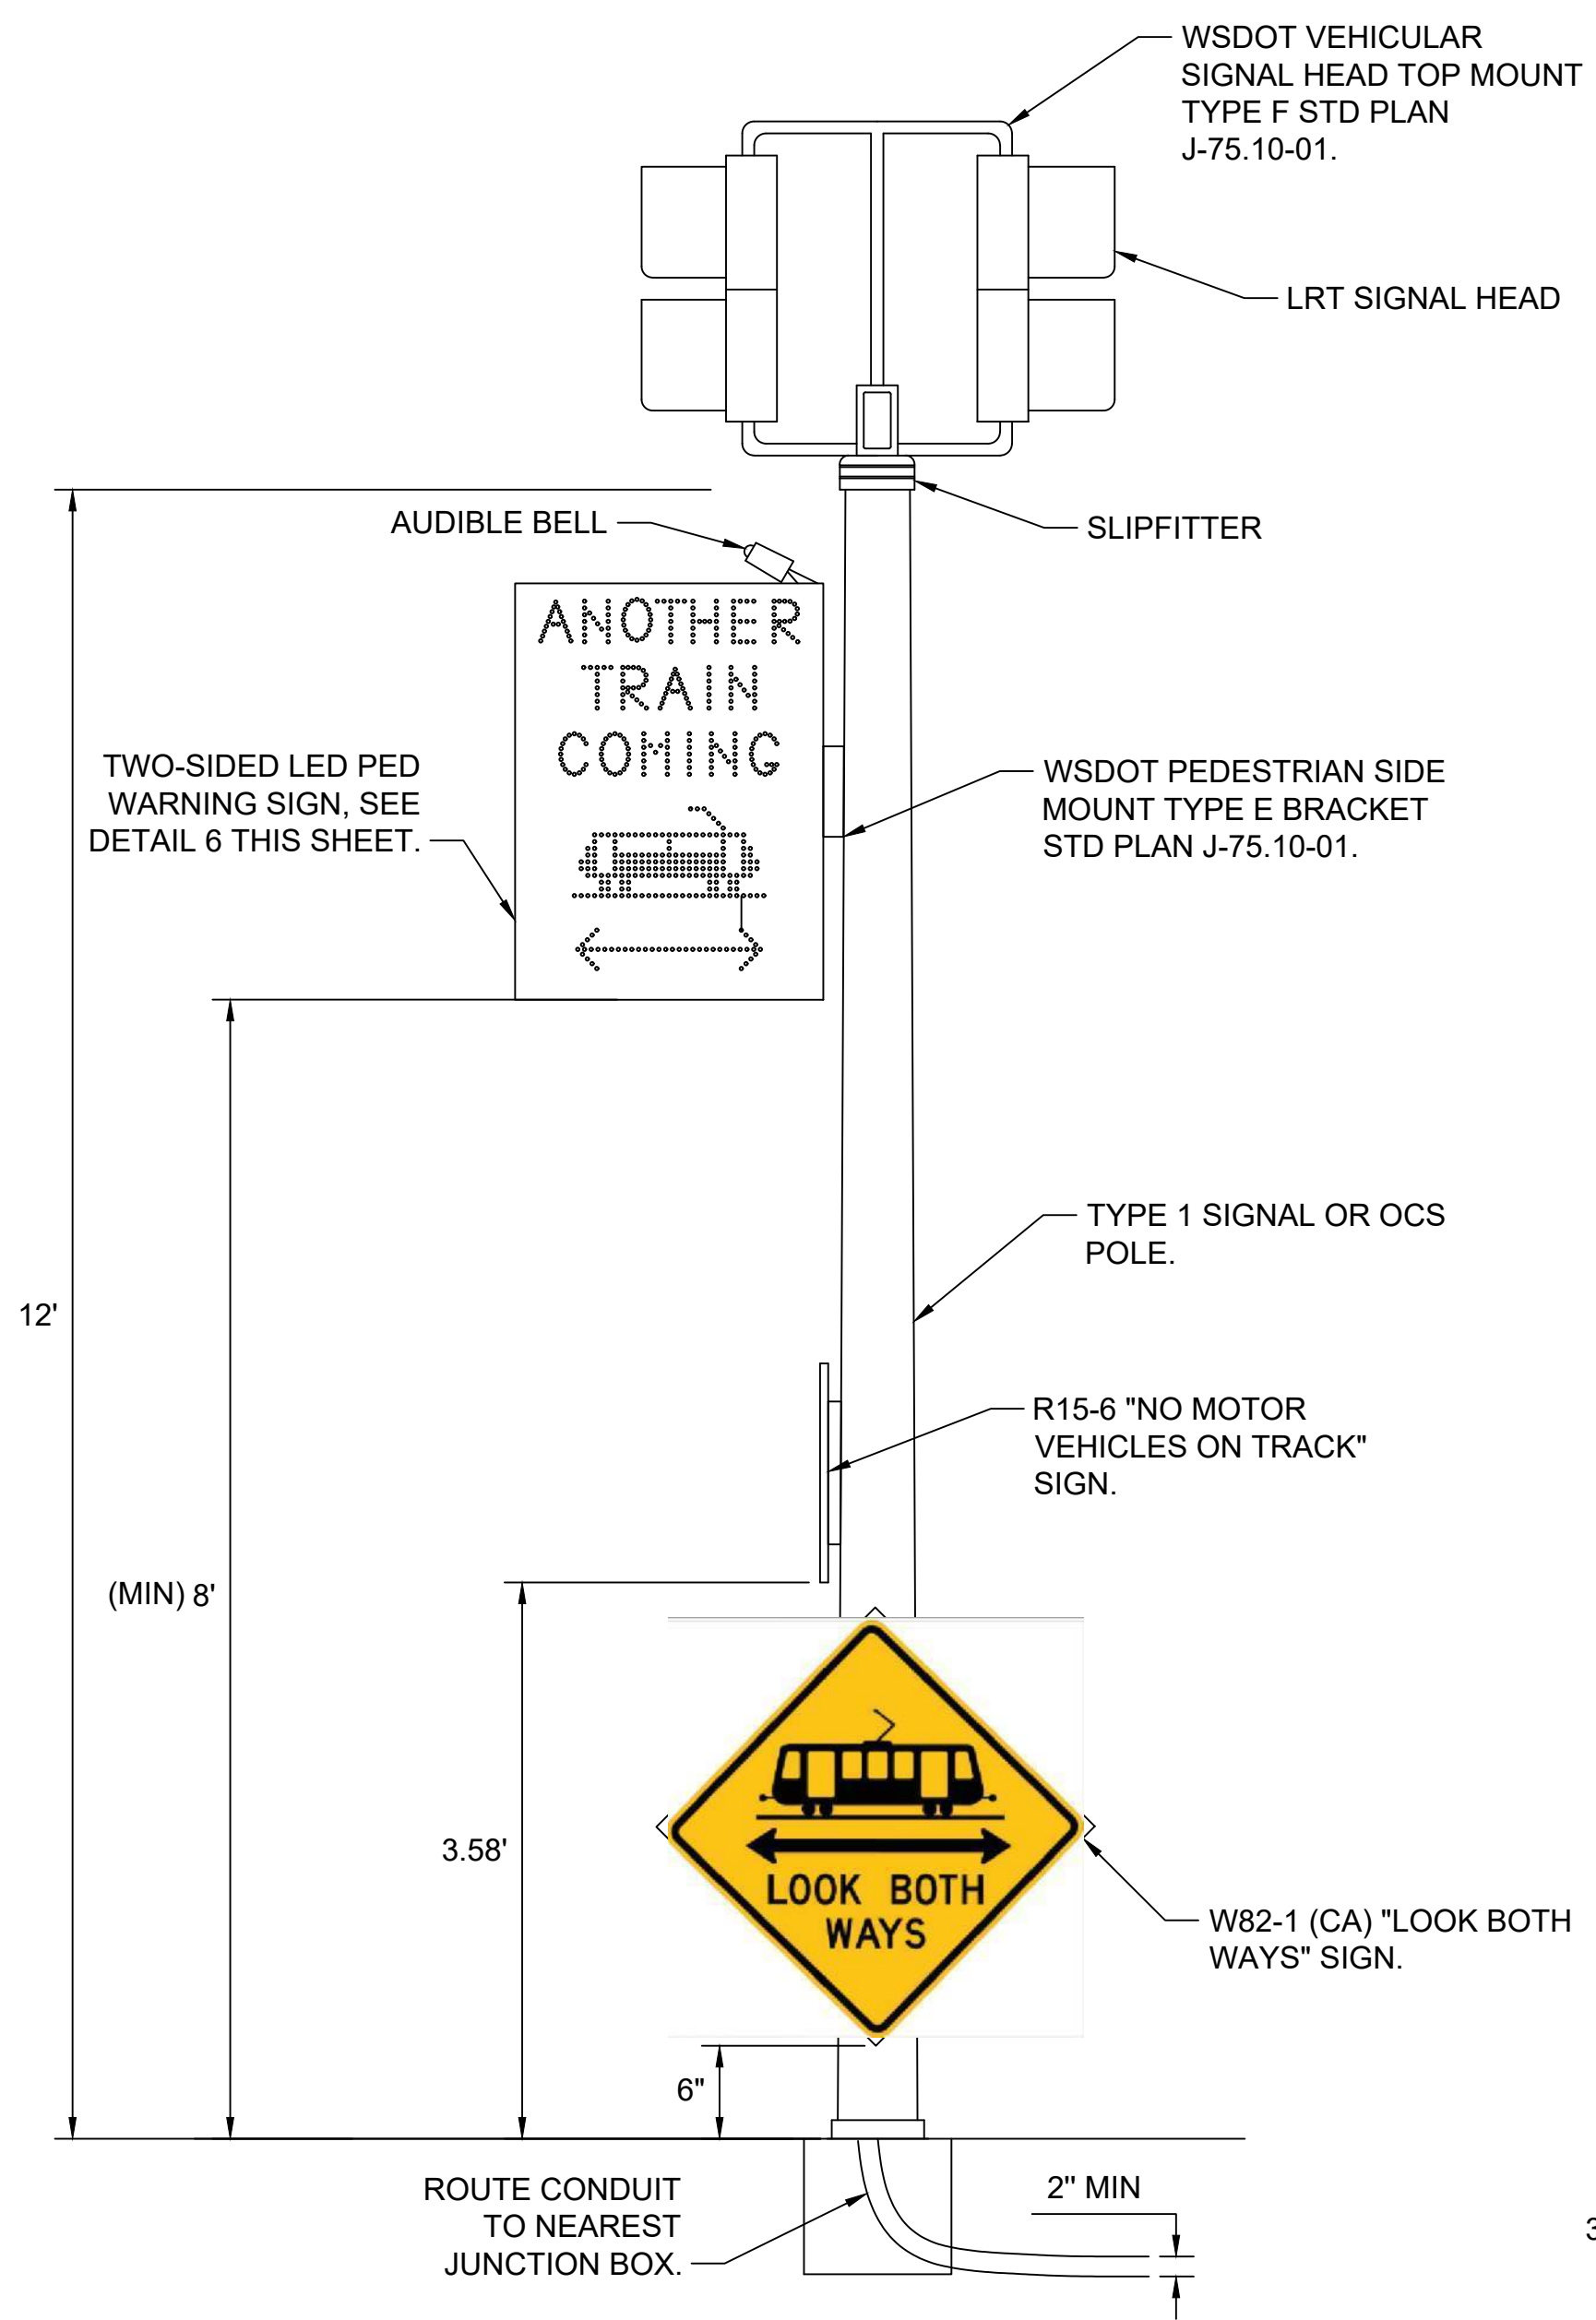 WSDOT VEHICULAR
SIGNAL HEAD TOP MOUNT
TYPE F STD PLAN
J-75.10-01.
LRT SIGNAL HEAD
AUDIBLE BELL
SLIPFITTER
ANOTHER
TRAIN
COMING
TWO-SIDED LED PED
WARNING SIGN, SEE
DETAIL 6 THIS SHEET.
WSDOT PEDESTRIAN SIDE
MOUNT TYPE E BRACKET
STD PLAN J-75.10-01.
TYPE 1 SIGNAL OR OCS
POLE.
12'
R15-6 "NO MOTOR
VEHICLES ON TRACK"
SIGN.
(MIN) 8'
3.58'
LOOK BOTH
WAYS
W82-1 (CA) "LOOK BOTH
WAYS" SIGN.
6"
ROUTE CONDUIT
TO NEAREST
JUNCTION BOX.
2" MIN